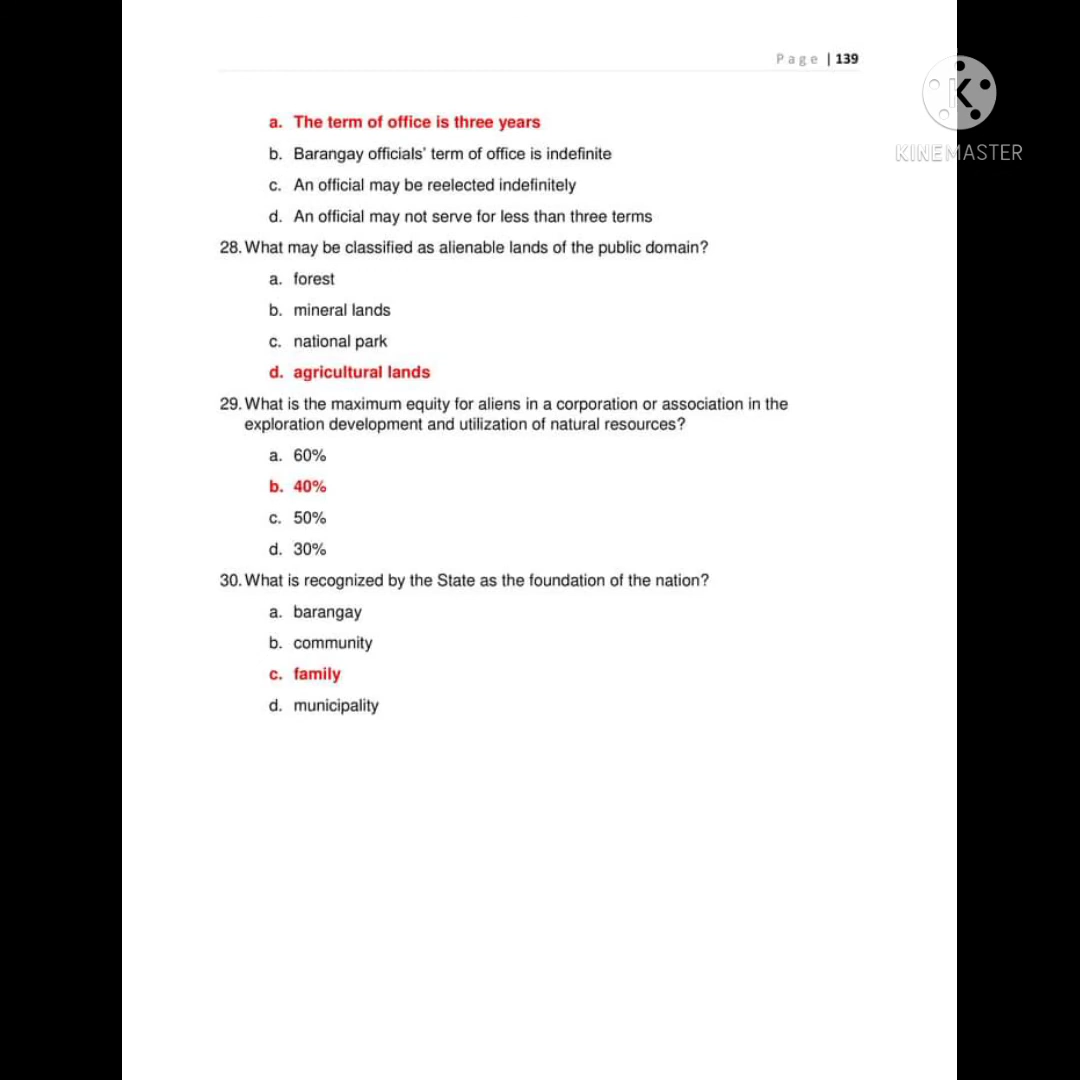 Page | 139
K
KINEMASTER
a. The term of office is three years
b. Barangay officials' term of office is indefinite
c. An official may be reelected indefinitely
d. An official may not serve for less than three terms
28. What may be classified as alienable lands of the public domain?
a. forest
b. mineral lands
c. national park
d. agricultural lands
29. What is the maximum equity for aliens in a corporation or association in the
exploration development and utilization of natural resources?
a. 60%
b. 40%
c. 50%
d. 30%
30. What is recognized by the State as the foundation of the nation?
a. barangay
b. community
c. family
d. municipality